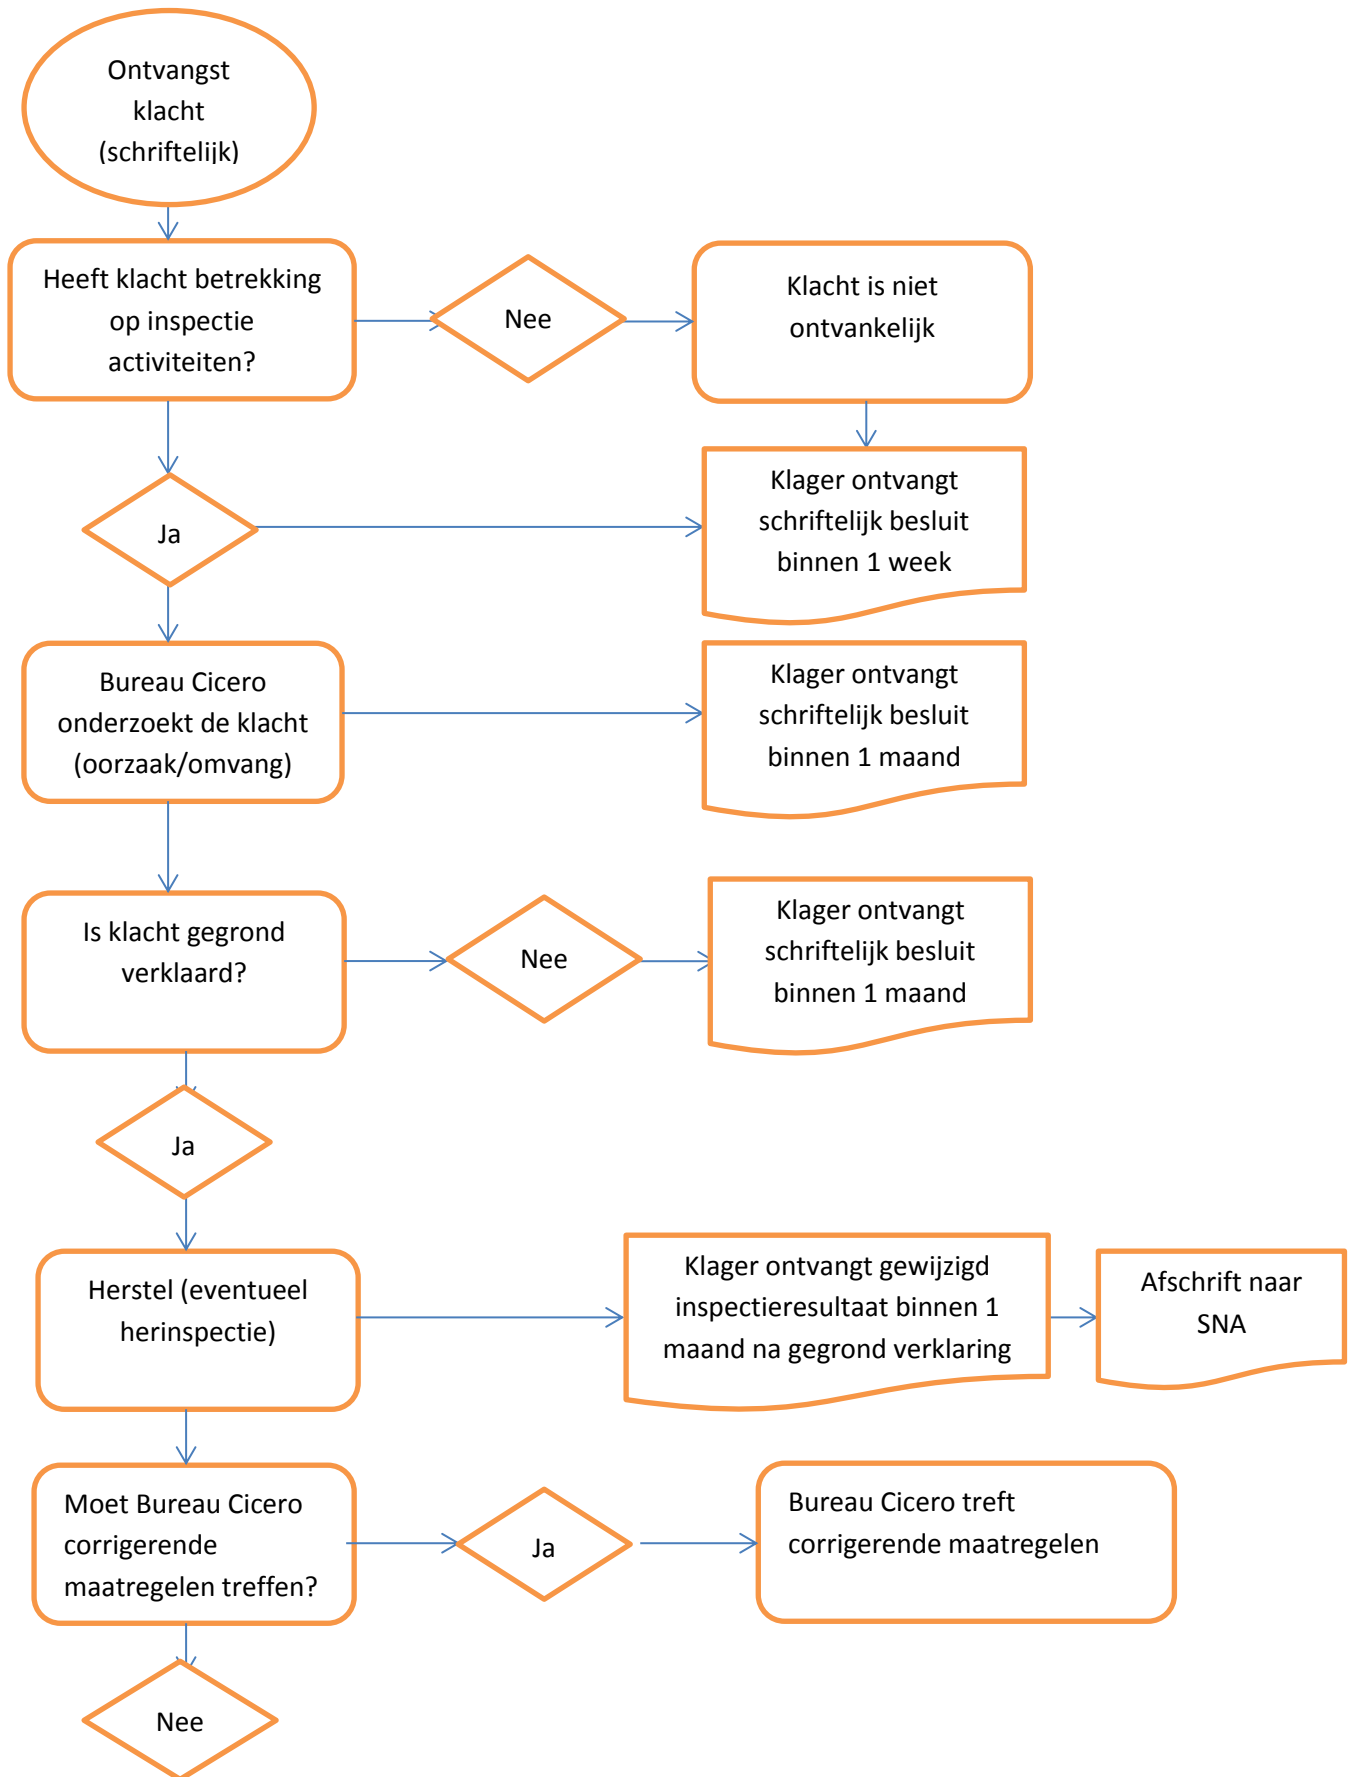 Ontvangst
klacht
(schriftelijk)
Heeft klacht betrekking
op inspectie
activiteiten?
Nee
Klacht is niet
ontvankelijk
Ja
Klager ontvangt
schriftelijk besluit
binnen 1 week
Bureau Cicero
onderzoekt de klacht
(oorzaak/omvang)
Klager ontvangt
schriftelijk besluit
binnen 1 maand
Is klacht gegrond
verklaard?
Nee
Klager ontvangt
schriftelijk besluit
binnen 1 maand
Ja
Herstel (eventueel
herinspectie)
Klager ontvangt gewijzigd
inspectieresultaat binnen 1
maand na gegrond verklaring
Afschrift naar
SNA
Moet Bureau Cicero
corrigerende
maatregelen treffen?
Ja
Bureau Cicero treft
corrigerende maatregelen
Nee